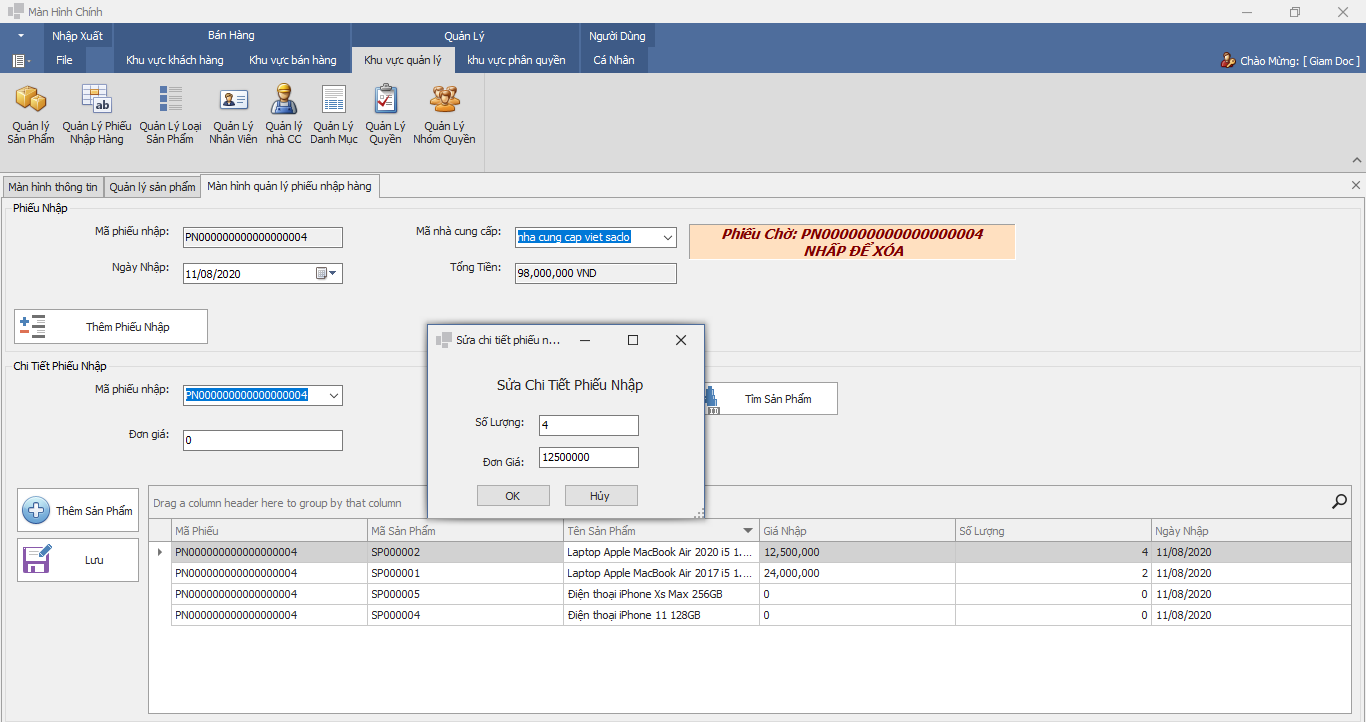 Màn Hình Chính
Nhập Xuất
Bán Hàng
Quản Lý
Người Dùng
File
Khu vực khách hàng
Khu vực bán hàng
Khu vực quản lý
khu vực phân quyền
Cá Nhân
Chào Mừng: [ Giam Doc ]
Quản lý
Sản Phẩm
Quản Lý Phiếu
Nhập Hàng
Quản Lý Loại
Sản Phẩm
Quản Lý
Nhân Viên
Quản lý
nhà CC
Quản Lý
Danh Mục
Quản Lý
Quyền
Quản Lý
Nhóm Quyền
Màn hình thông tin
Quản lý sản phẩm
Màn hình quản lý phiếu nhập hàng
Phiếu Nhập
Mã phiếu nhập:
PN000000000000000004
Mã nhà cung cấp:
nha cung cap viet saclo
Phiếu Chờ: PN000000000000000004
NHẤP ĐỂ XÓA
Ngày Nhập:
11/08/2020
Tổng Tiền:
98,000,000 VND
Thêm Phiếu Nhập
Sửa chi tiết phiếu n...
Sửa Chi Tiết Phiếu Nhập
Số Lượng:
4
Đơn Giá:
12500000
OK
Hủy
Chi Tiết Phiếu Nhập
Mã phiếu nhập:
PN000000000000000004
Tìm Sản Phẩm
Đơn giá:
0
Thêm Sản Phẩm
Lưu
Drag a column header here to group by that column
Mã Phiếu Mã Sản Phẩm Tên Sản Phẩm Giá Nhập Số Lượng Ngày Nhập
PN000000000000000004 SP000002 Laptop Apple MacBook Air 2020 i5 1.... 12,500,000 4 11/08/2020
PN000000000000000004 SP000001 Laptop Apple MacBook Air 2017 i5 1.... 24,000,000 2 11/08/2020
PN000000000000000004 SP000005 Điện thoại iPhone Xs Max 256GB 0 0 11/08/2020
PN000000000000000004 SP000004 Điện thoại iPhone 11 128GB 0 0 11/08/2020